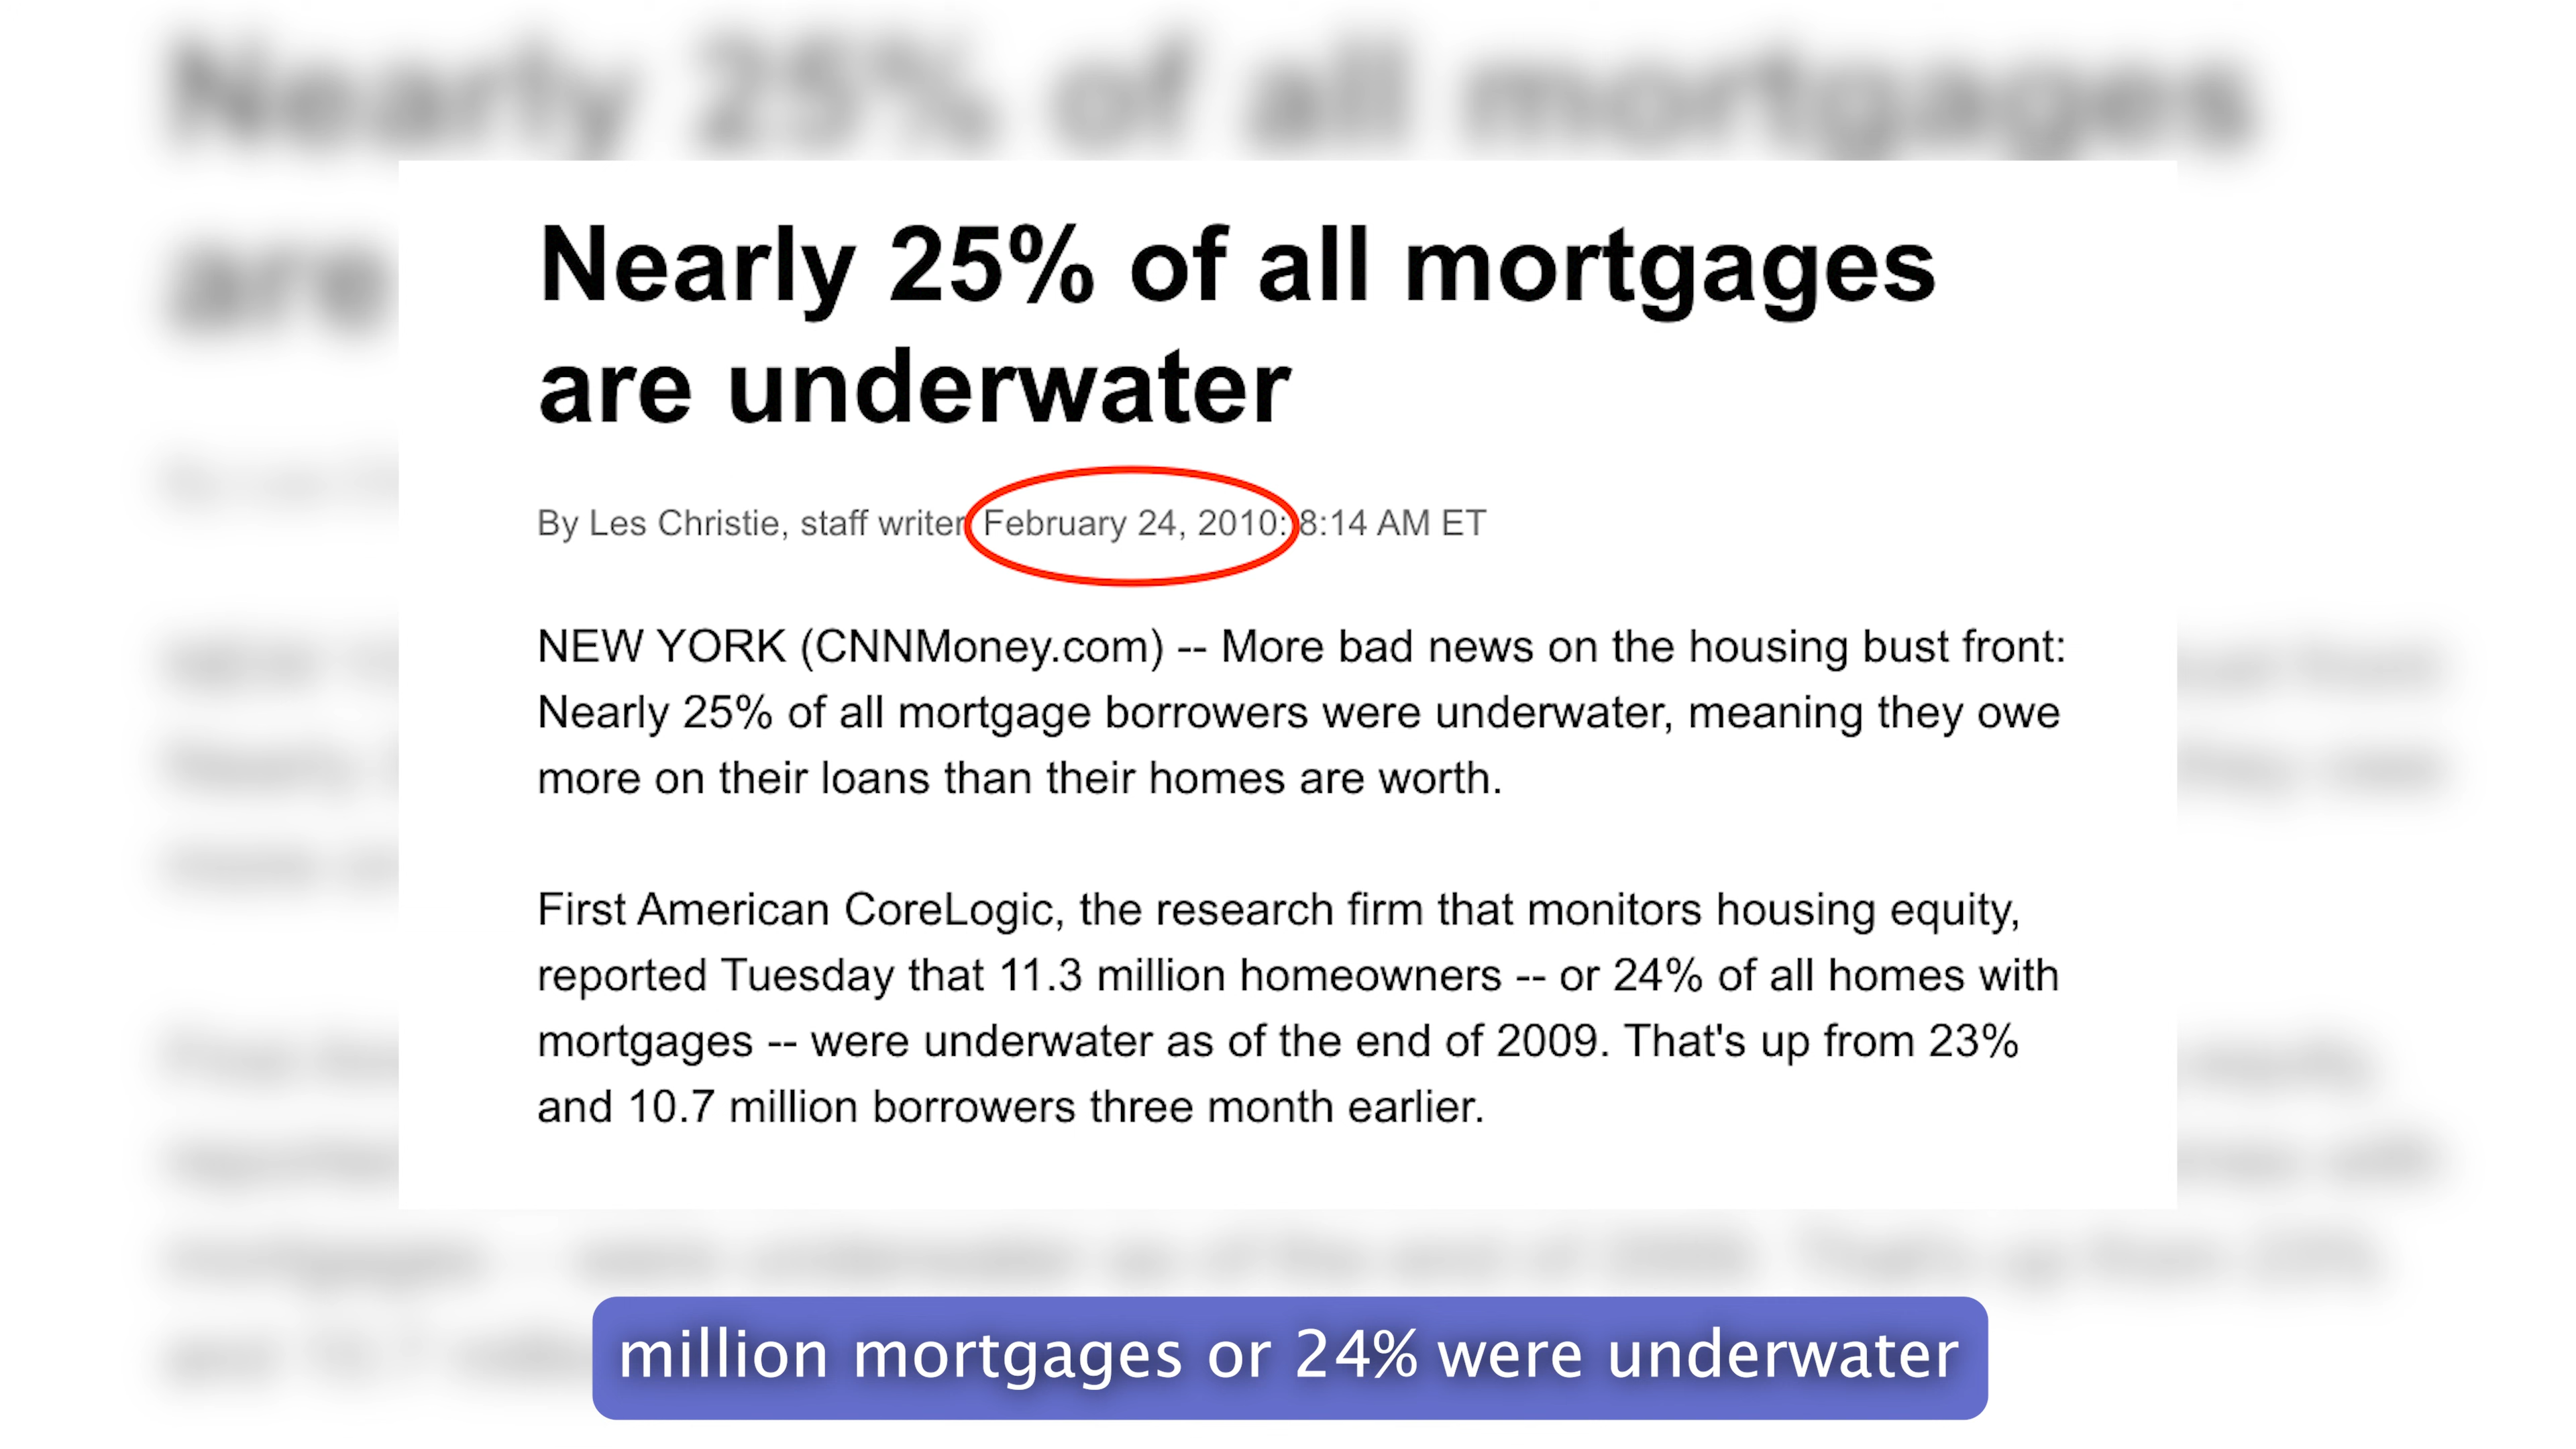 Nearly 25% of all mortgages
are underwater
By Les Christie, staff writer February 24, 2010: 8:14 AM ET
NEW YORK (CNNMoney.com) -- More bad news on the housing bust front:
Nearly 25% of all mortgage borrowers were underwater, meaning they owe
more on their loans than their homes are worth.
First American CoreLogic, the research firm that monitors housing equity,
reported Tuesday that 11.3 million homeowners -- or 24% of all homes with
mortgages -- were underwater as of the end of 2009. That's up from 23%
and 10.7 million borrowers three month earlier.
million mortgages or 24% were underwater